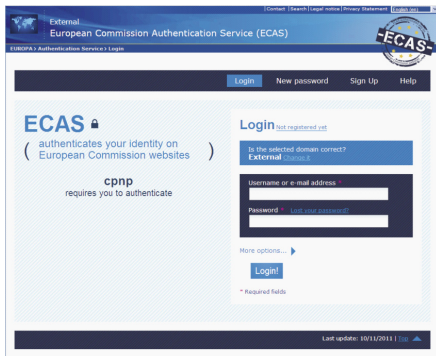 Contact | Search | Legal notice | Privacy Statement English (en)
External
European Commission Authentication Service (ECAS)
EUROPA > Authentication Service > Login
ECAS
Login New password Sign Up Help
ECAS
( authenticates your identity on
European Commission websites )
cpnp
requires you to authenticate
Login Not registered yet
Is the selected domain correct?
External Change it
Username or e-mail address *
Password * Lost your password?
More options...
Login!
* Required fields
Last update: 10/11/2011 | Top